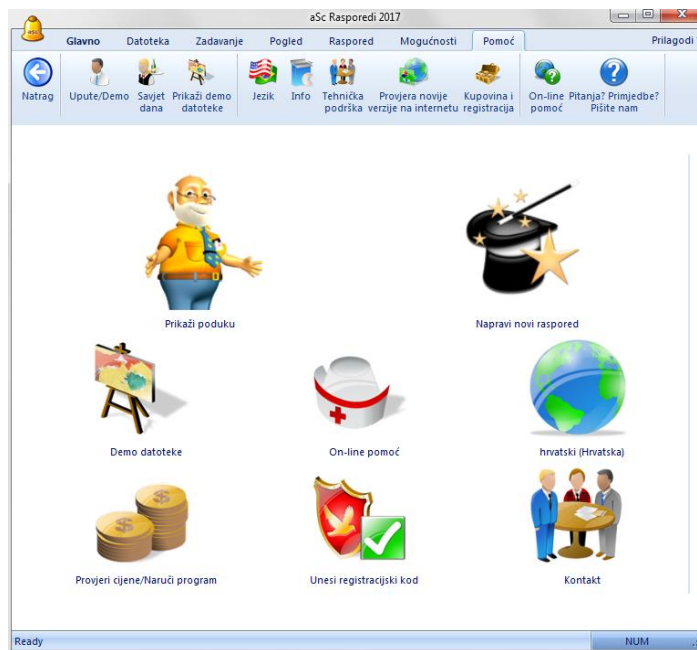 aSc Rasporedi 2017
aSc
Glavno Datoteka Zadavanje Pogled Raspored Mogućnosti Pomoć Prilagodi
Natrag Upute/Demo Savjet Prikaži demo Jezik Info Tehnička Provjera novije Kupovina i On-line Pitanja? Primjedbe?
dana datoteke podrška verzije na internetu registracija pomoć Pišite nam
Prikaži poduku Napravi novi raspored
Demo datoteke On-line pomoć hrvatski (Hrvatska)
Provjeri cijene/Naruči program Unesi registracijski kod Kontakt
Ready NUM